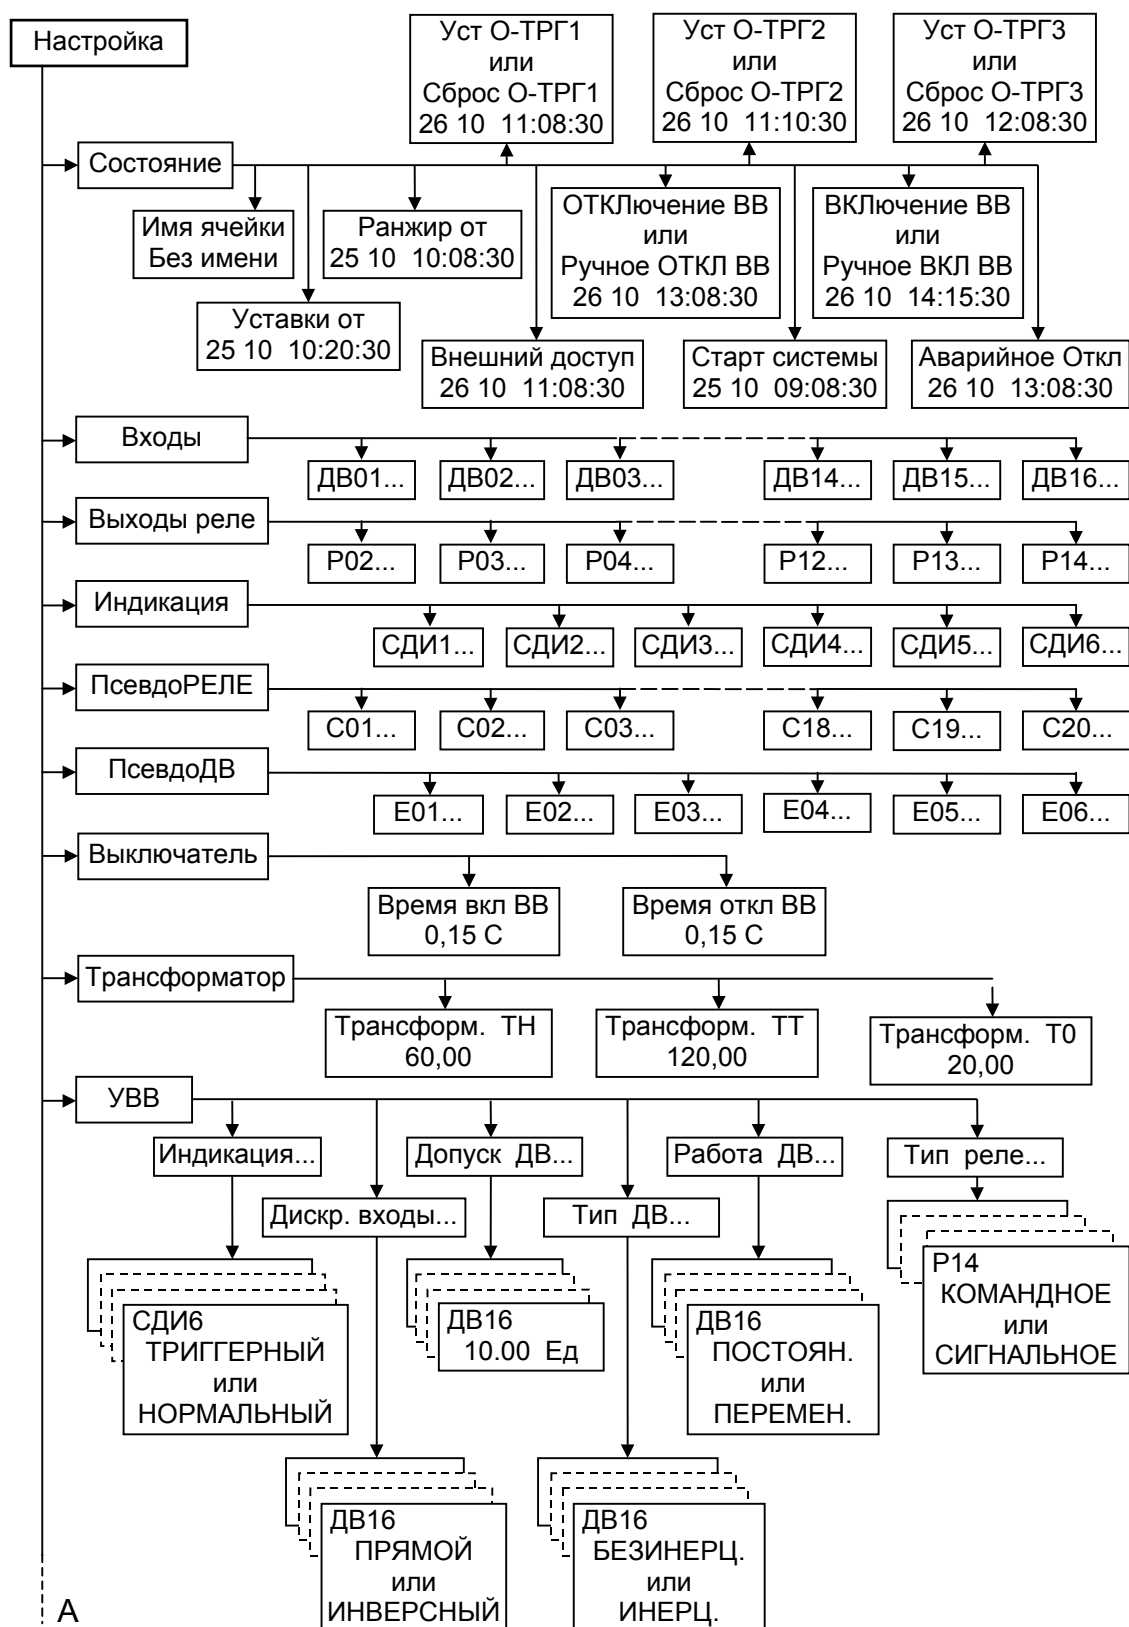 Настройка
Уст О-ТРГ1
или
Сброс О-ТРГ1
26 10 11:08:30
Уст О-ТРГ2
или
Сброс О-ТРГ2
26 10 11:10:30
Уст О-ТРГ3
или
Сброс О-ТРГ3
26 10 12:08:30
Состояние
Имя ячейки
Без имени
Ранжир от
25 10 10:08:30
ОТКЛючение ВВ
или
Ручное ОТКЛ ВВ
26 10 13:08:30
ВКЛючение ВВ
или
Ручное ВКЛ ВВ
26 10 14:15:30
Уставки от
25 10 10:20:30
Внешний доступ
26 10 11:08:30
Старт системы
25 10 09:08:30
Аварийное Откл
26 10 13:08:30
Входы
ДВ01...
ДВ02...
ДВ03...
ДВ14...
ДВ15...
ДВ16...
Выходы реле
Р02...
Р03...
Р04...
Р12...
Р13...
Р14...
Индикация
СДИ1...
СДИ2...
СДИ3...
СДИ4...
СДИ5...
СДИ6...
ПсевдоРЕЛЕ
С01...
С02...
С03...
С18...
С19...
С20...
ПсевдоДВ
Е01...
Е02...
Е03...
Е04...
Е05...
Е06...
Выключатель
Время вкл ВВ
0,15 С
Время откл ВВ
0,15 С
Трансформатор
Трансформ. ТН
60,00
Трансформ. ТТ
120,00
Трансформ. Т0
20,00
УВВ
Индикация...
Допуск ДВ...
Работа ДВ...
Тип реле...
Дискр. входы...
Тип ДВ...
СДИ6
ТРИГГЕРНЫЙ
или
НОРМАЛЬНЫЙ
ДВ16
10.00 Ед
ДВ16
ПОСТОЯН.
или
ПЕРЕМЕН.
Р14
КОМАНДНОЕ
или
СИГНАЛЬНОЕ
ДВ16
ПРЯМОЙ
или
ИНВЕРСНЫЙ
ДВ16
БЕЗИНЕРЦ.
или
ИНЕРЦ.
А